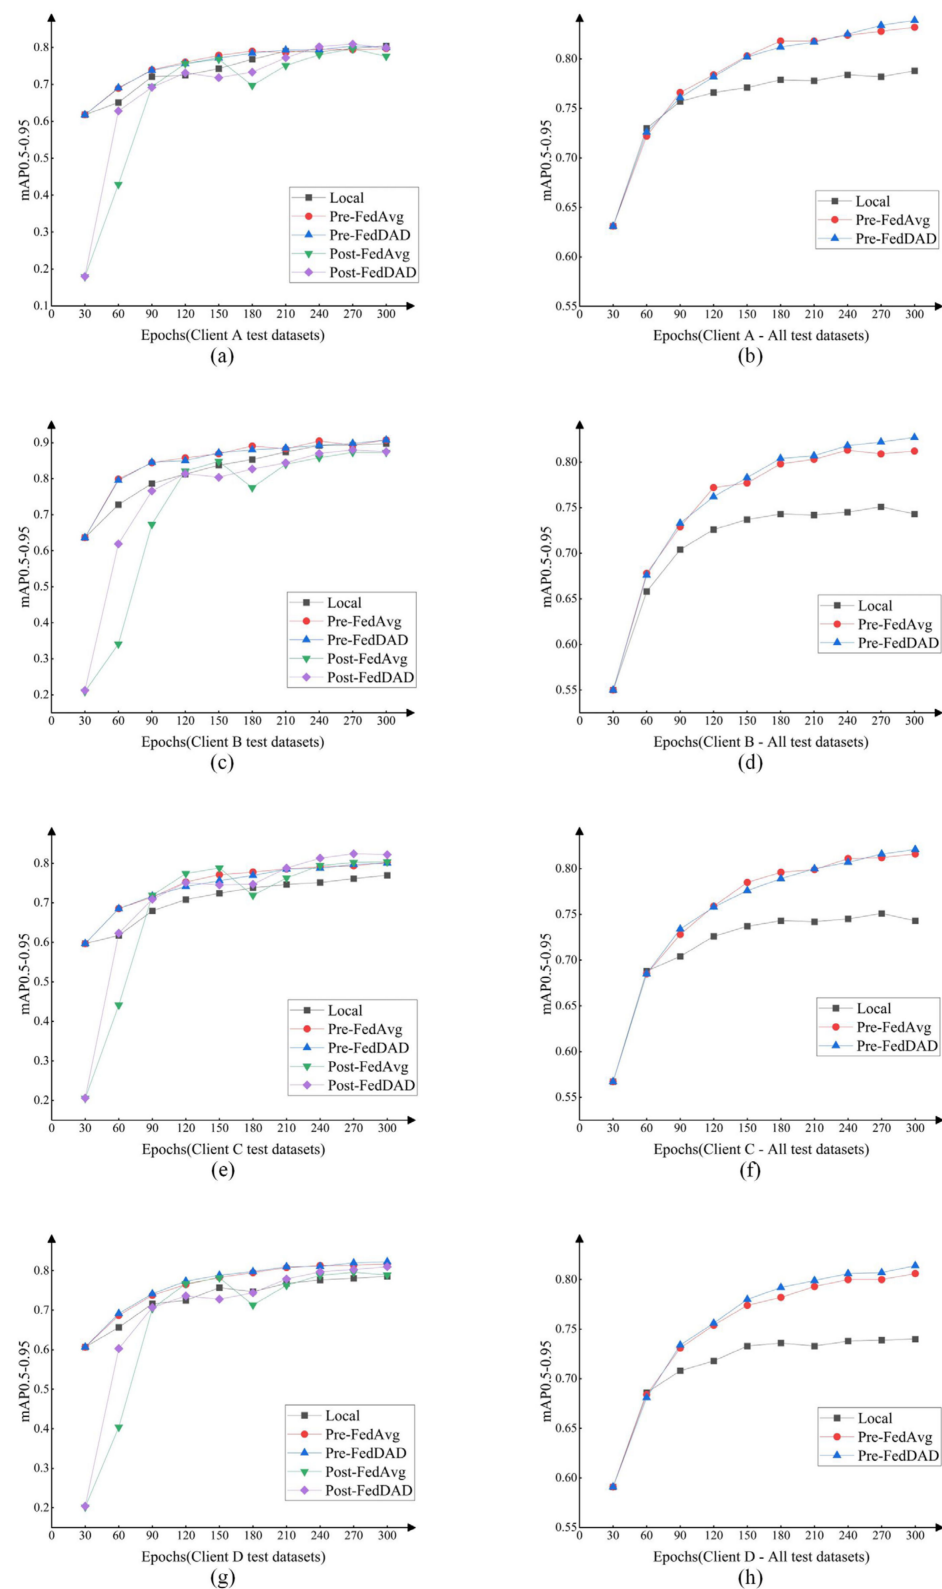 0.8
0.7
0.6
0.5
0.4
0.3
0.2
0.1
mAP0.5-0.95
Local
Pre-FedAvg
Pre-FedDAD
Post-FedAvg
Post-FedDAD
0 30 60 90 120 150 180 210 240 270 300
Epochs(Client A test datasets)
(a)
0.80
0.75
0.70
0.65
0.60
0.55
mAP0.5-0.95
Local
Pre-FedAvg
Pre-FedDAD
0 30 60 90 120 150 180 210 240 270 300
Epochs(Client A - All test datasets)
(b)
0.9
0.8
0.7
0.6
0.5
0.4
0.3
0.2
mAP0.5-0.95
Local
Pre-FedAvg
Pre-FedDAD
Post-FedAvg
Post-FedDAD
0 30 60 90 120 150 180 210 240 270 300
Epochs(Client B test datasets)
(c)
0.80
0.75
0.70
0.65
0.60
0.55
mAP0.5-0.95
Local
Pre-FedAvg
Pre-FedDAD
0 30 60 90 120 150 180 210 240 270 300
Epochs(Client B - All test datasets)
(d)
0.8
0.7
0.6
0.5
0.4
0.3
0.2
mAP0.5-0.95
Local
Pre-FedAvg
Pre-FedDAD
Post-FedAvg
Post-FedDAD
0 30 60 90 120 150 180 210 240 270 300
Epochs(Client C test datasets)
(e)
0.80
0.75
0.70
0.65
0.60
0.55
mAP0.5-0.95
Local
Pre-FedAvg
Pre-FedDAD
0 30 60 90 120 150 180 210 240 270 300
Epochs(Client C - All test datasets)
(f)
0.8
0.7
0.6
0.5
0.4
0.3
0.2
mAP0.5-0.95
Local
Pre-FedAvg
Pre-FedDAD
Post-FedAvg
Post-FedDAD
0 30 60 90 120 150 180 210 240 270 300
Epochs(Client D test datasets)
(g)
0.80
0.75
0.70
0.65
0.60
0.55
mAP0.5-0.95
Local
Pre-FedAvg
Pre-FedDAD
0 30 60 90 120 150 180 210 240 270 300
Epochs(Client D - All test datasets)
(h)